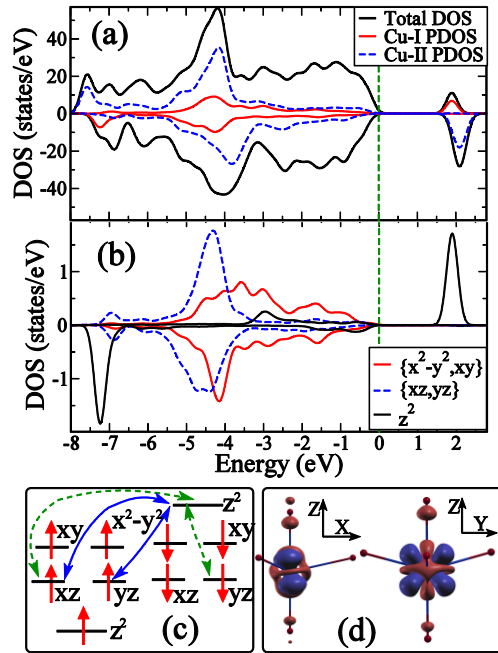 (a)
Total DOS
Cu-I PDOS
Cu-II PDOS
DOS (states/eV)
40
20
0
-20
-40
(b)
DOS (states/eV)
1
0
-1
{x²-y²,xy}
{xz,yz}
z²
-8 -7 -6 -5 -4 -3 -2 -1 0 1 2
Energy (eV)
z²
xy x²-y² xy
xz yz xz yz
z²
(c)
Z X
Z Y
(d)